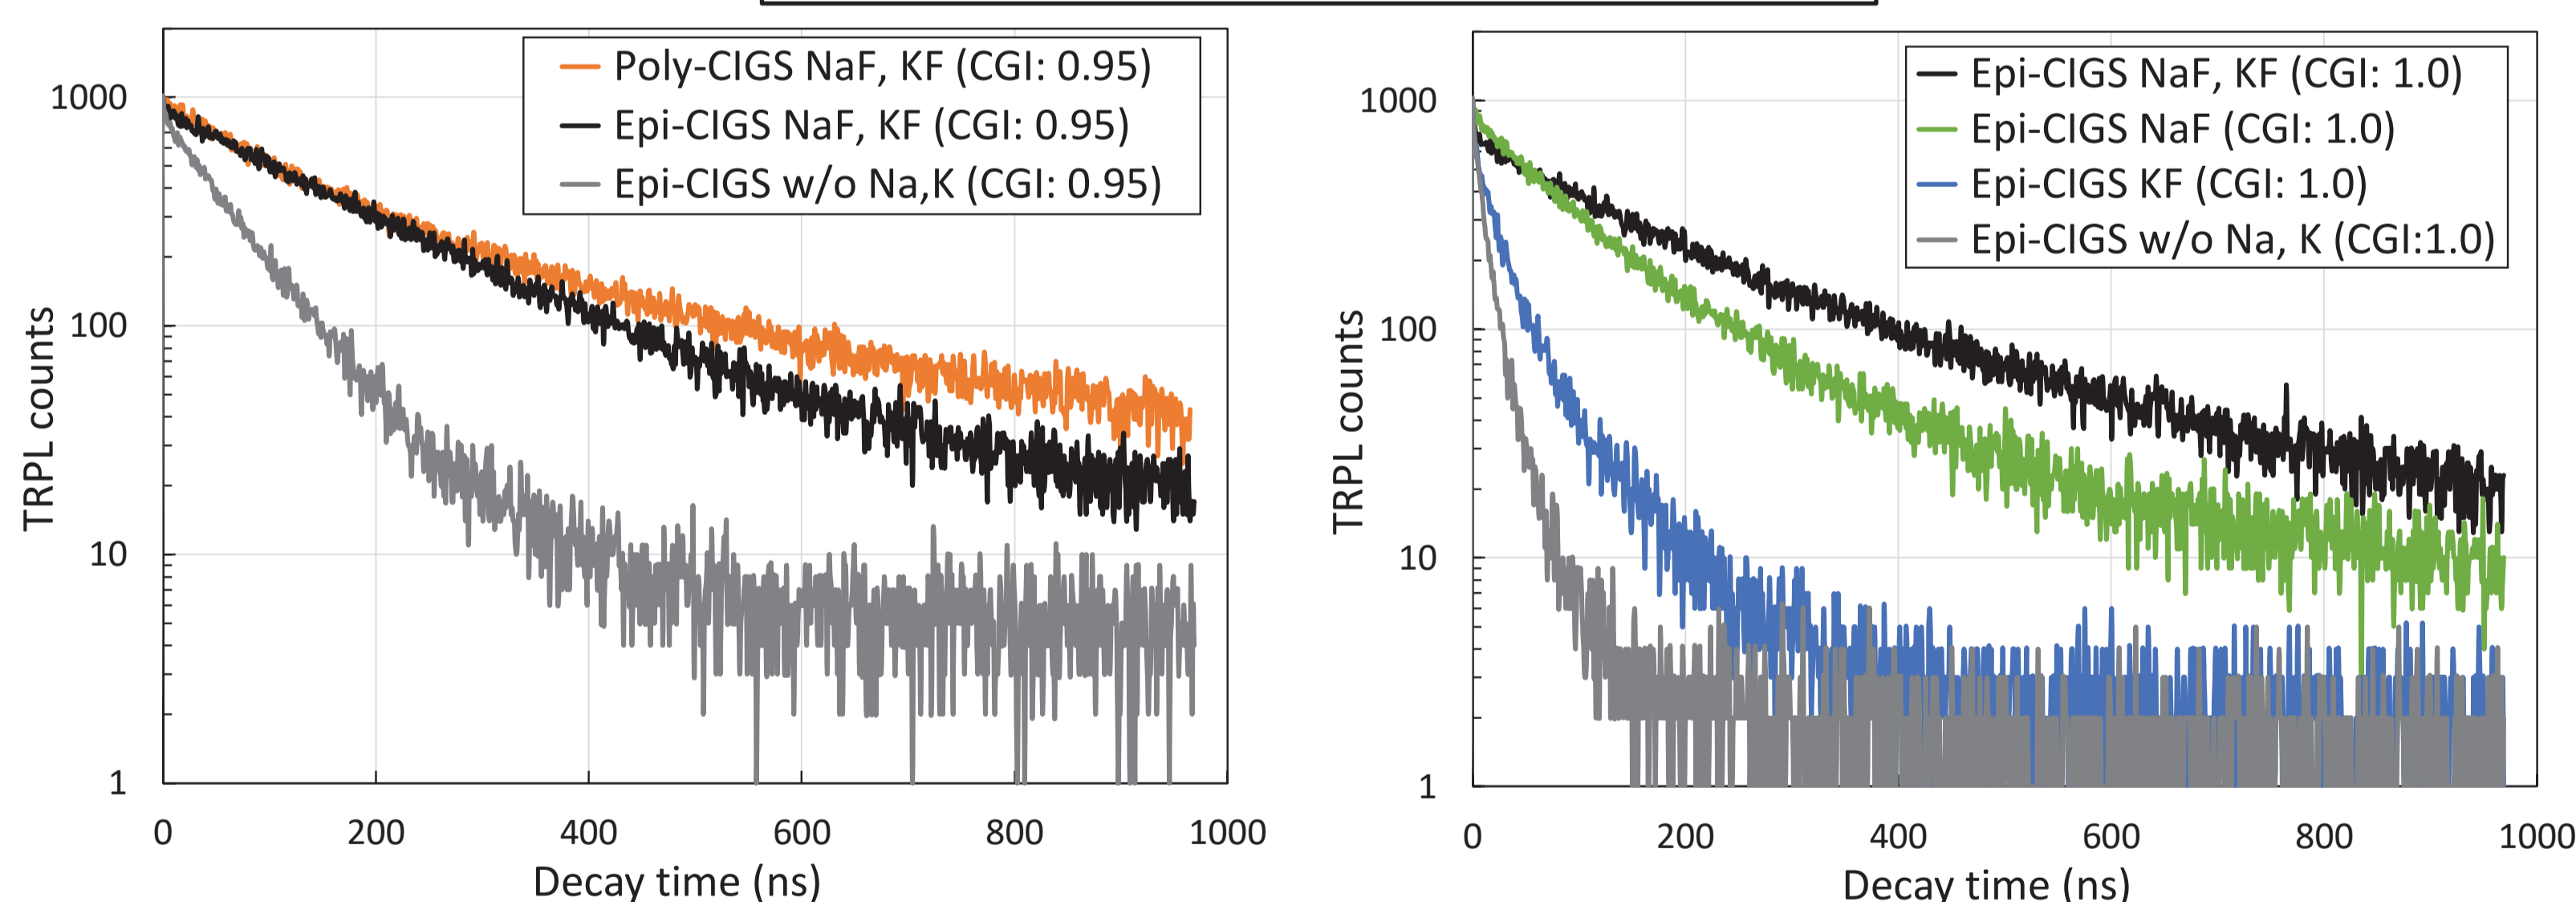 Poly-CIGS NaF, KF (CGI: 0.95)
Epi-CIGS NaF, KF (CGI: 0.95)
Epi-CIGS w/o Na,K (CGI: 0.95)
1000
100
10
1
TRPL counts
0 200 400 600 800 1000
Decay time (ns)
Epi-CIGS NaF, KF (CGI: 1.0)
Epi-CIGS NaF (CGI: 1.0)
Epi-CIGS KF (CGI: 1.0)
Epi-CIGS w/o Na, K (CGI:1.0)
1000
100
10
1
TRPL counts
0 200 400 600 800 1000
Decay time (ns)